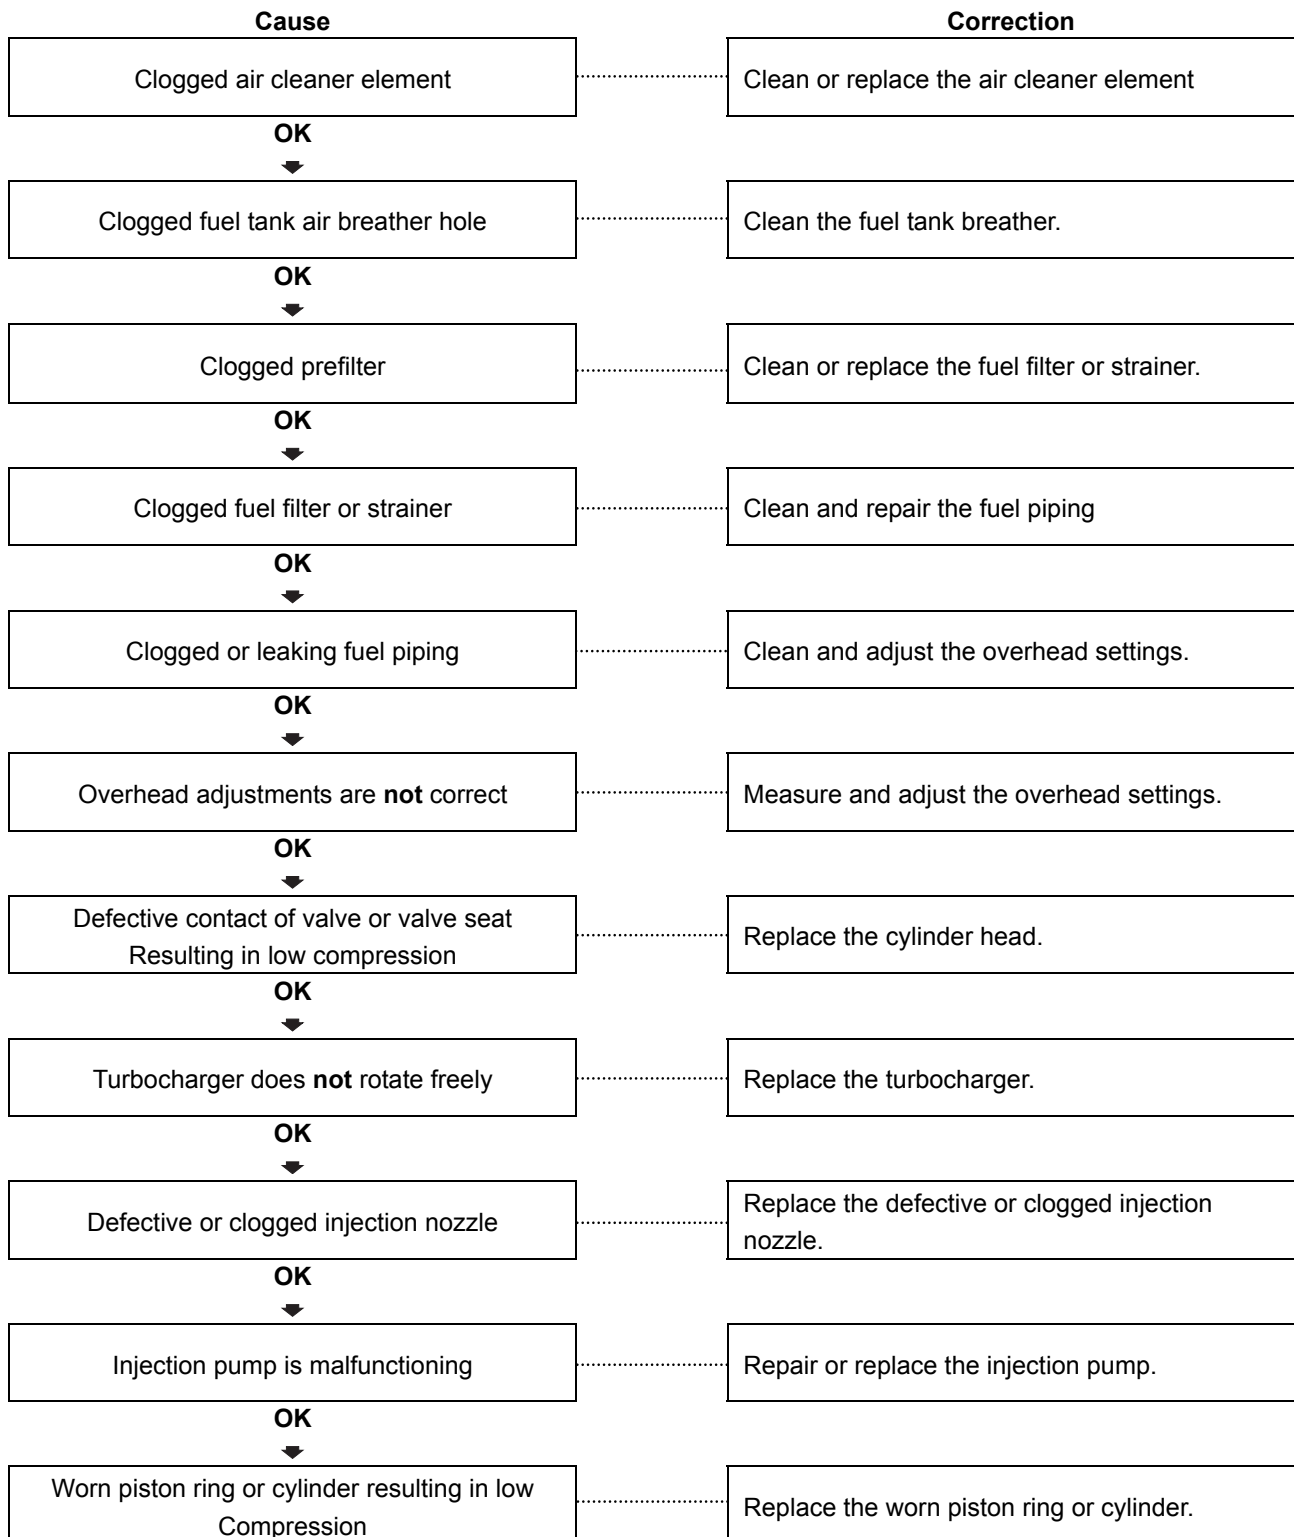 Cause
Correction
Clogged air cleaner element
Clean or replace the air cleaner element
OK
Clogged fuel tank air breather hole
Clean the fuel tank breather.
OK
Clogged prefilter
Clean or replace the fuel filter or strainer.
OK
Clogged fuel filter or strainer
Clean and repair the fuel piping
OK
Clogged or leaking fuel piping
Clean and adjust the overhead settings.
OK
Overhead adjustments are not correct
Measure and adjust the overhead settings.
OK
Defective contact of valve or valve seat
Resulting in low compression
Replace the cylinder head.
OK
Turbocharger does not rotate freely
Replace the turbocharger.
OK
Defective or clogged injection nozzle
Replace the defective or clogged injection
nozzle.
OK
Injection pump is malfunctioning
Repair or replace the injection pump.
OK
Worn piston ring or cylinder resulting in low
Compression
Replace the worn piston ring or cylinder.